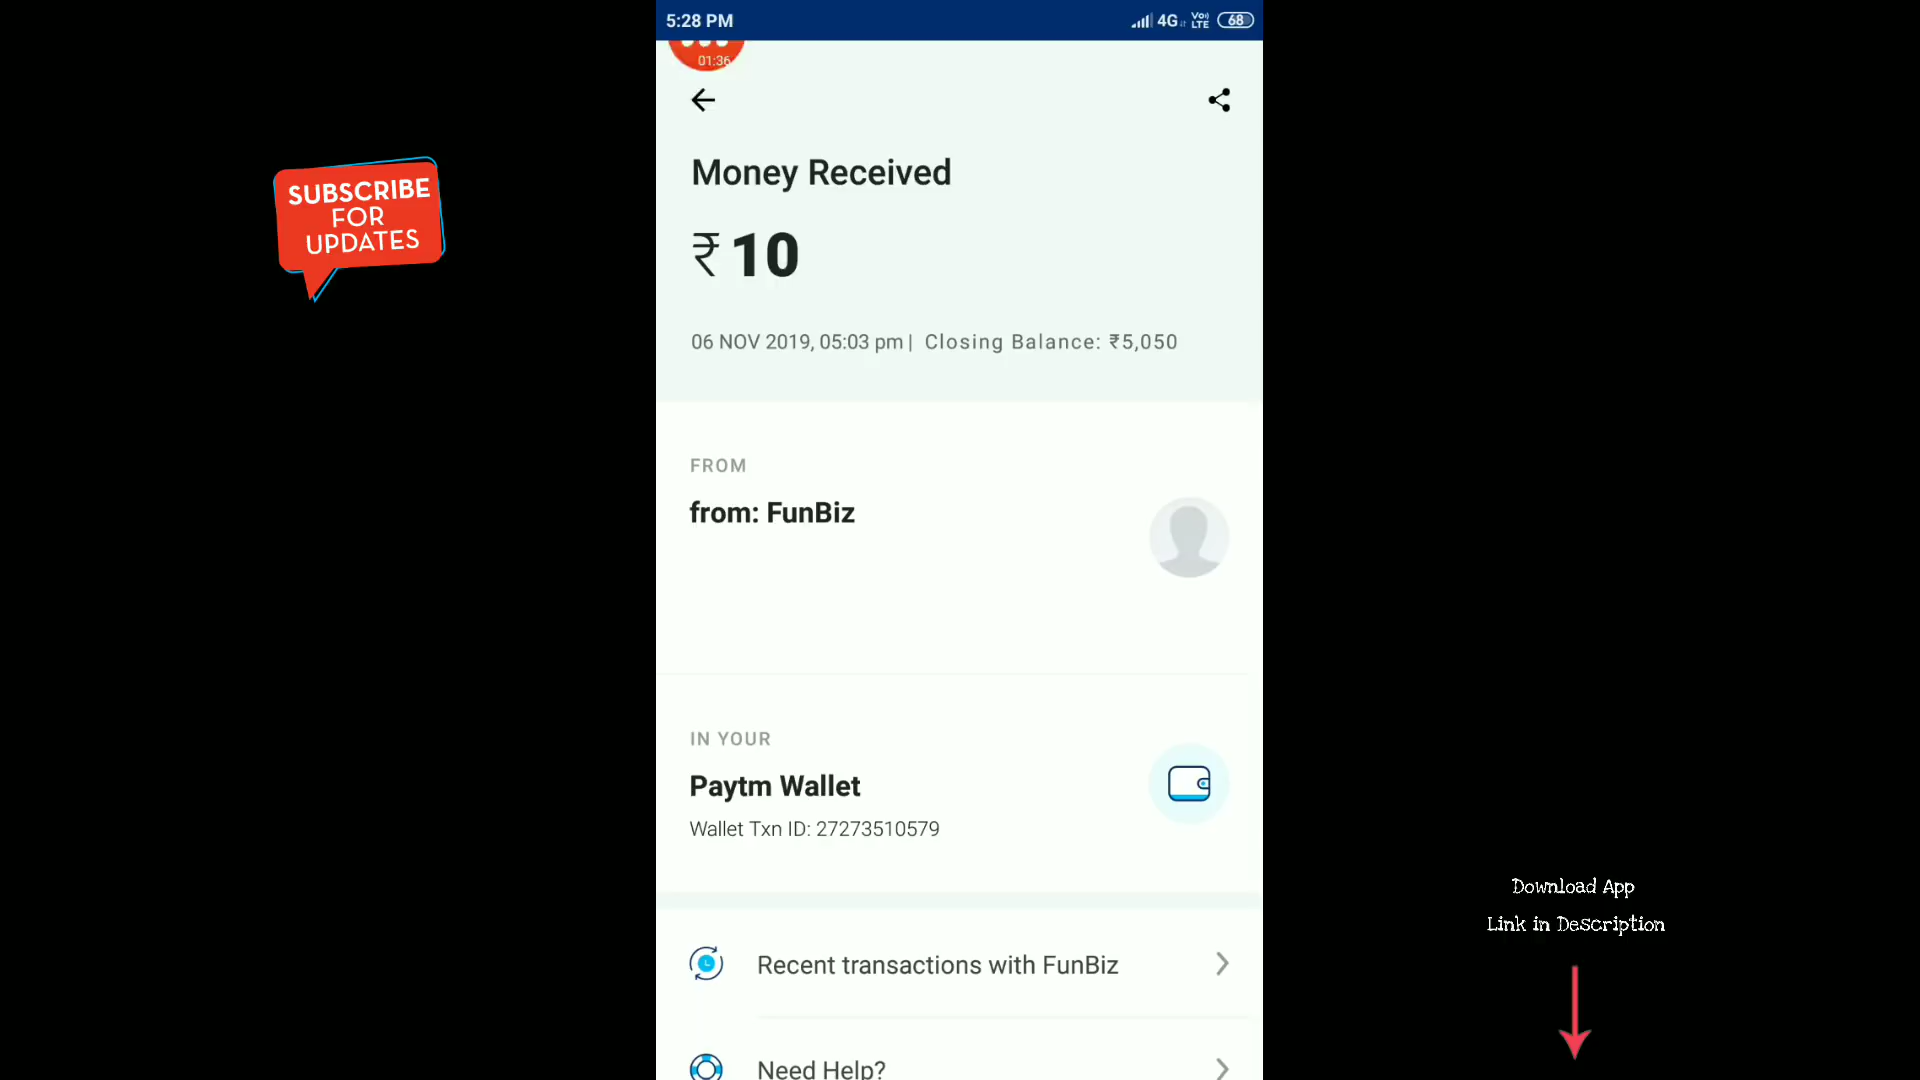 5:28 PM
4G
Vo))
LTE
68
01:36
Money Received
₹10
06 NOV 2019, 05:03 pm | Closing Balance: ₹5,050
SUBSCRIBE
FOR
UPDATES
FROM
from: FunBiz
IN YOUR
Paytm Wallet
Wallet Txn ID: 27273510579
Download App
Link in Description
Recent transactions with FunBiz
Need Help?